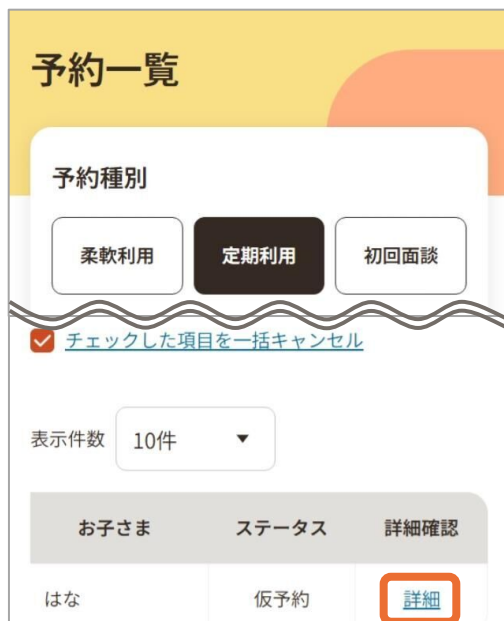 予約一覧
予約種別
柔軟利用 定期利用 初回面談
チェックした項目を一括キャンセル
表示件数 10件
お子さま ステータス 詳細確認
はな 仮予約 詳細